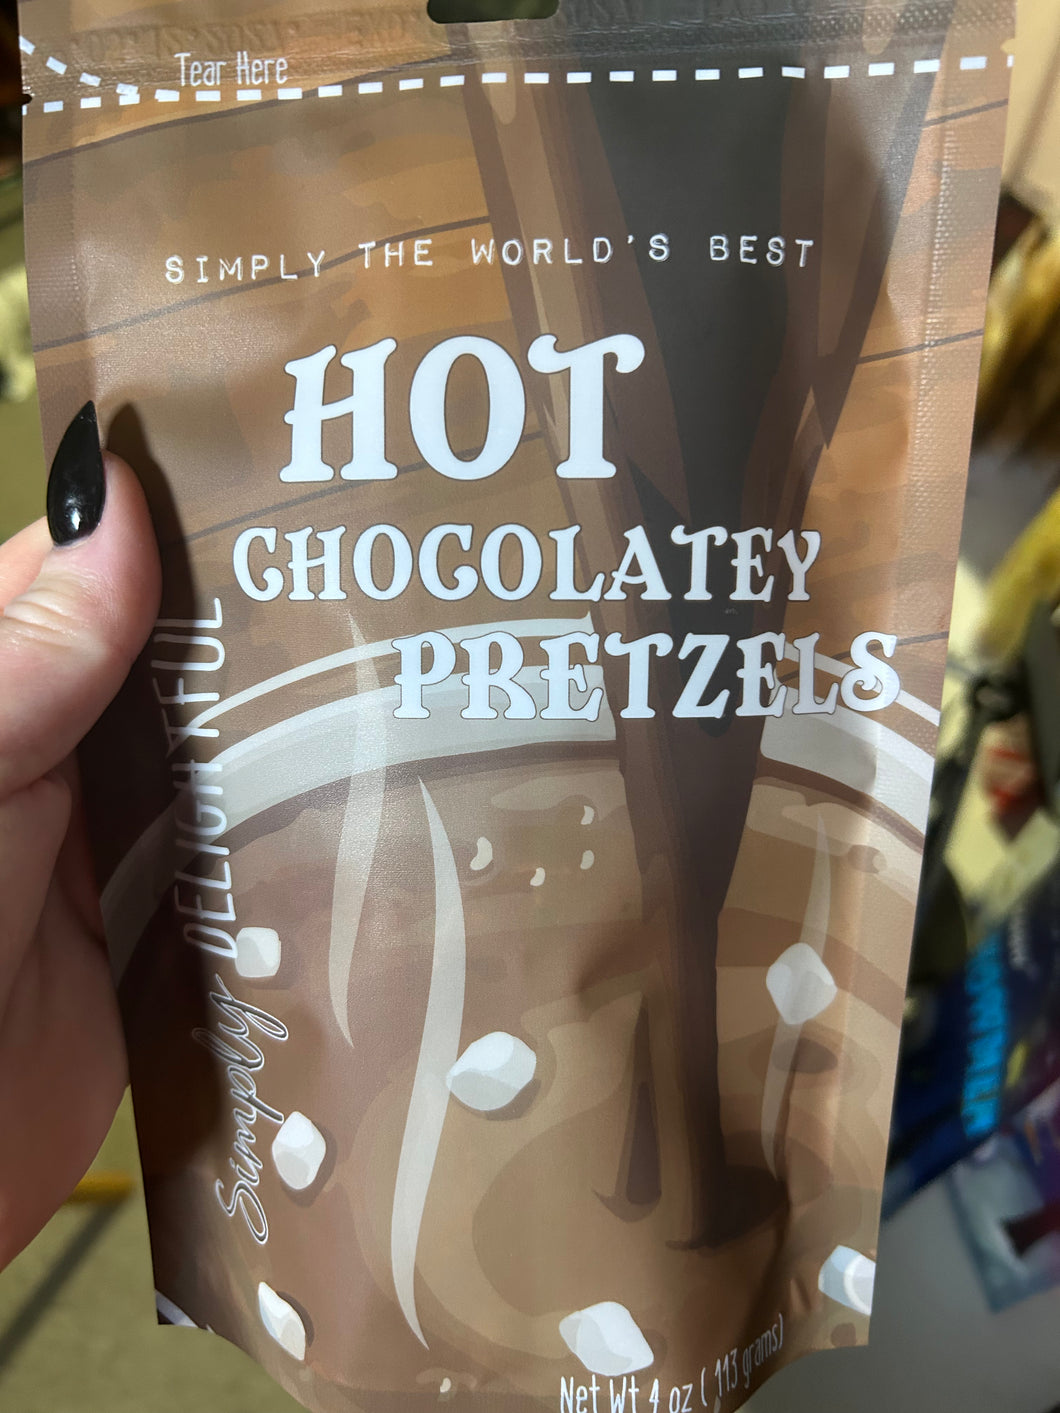 Tear Here
SIMPLY THE WORLD'S BEST
HOT
CHOCOLATEY
PRETZELS
Simply DELIGHTFUL
Net Wt 4 oz ( 113 grams)